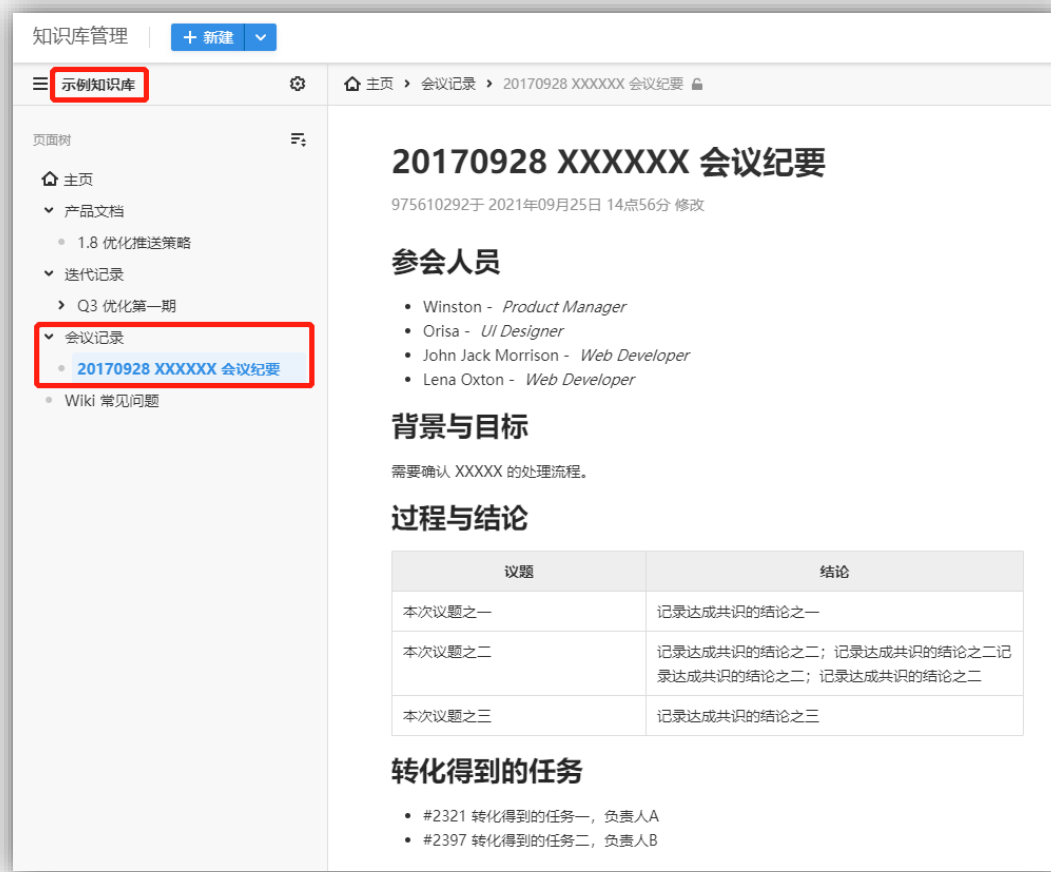 知识库管理
新建
示例知识库
主页 会议记录 20170928 XXXXXX 会议纪要
页面树
主页
产品文档
1.8 优化推送策略
迭代记录
Q3 优化第一期
会议记录
20170928 XXXXXX 会议纪要
Wiki 常见问题
20170928 XXXXXX 会议纪要
975610292于 2021年09月25日 14点56分 修改
参会人员
Winston - Product Manager
Orisa - UI Designer
John Jack Morrison - Web Developer
Lena Oxton - Web Developer
背景与目标
需要确认 XXXXX 的处理流程。
过程与结论
议题 结论
本次议题之一 记录达成共识的结论之一
本次议题之二 记录达成共识的结论之二；记录达成共识的结论之二记
录达成共识的结论之二；记录达成共识的结论之二
本次议题之三 记录达成共识的结论之三
转化得到的任务
#2321 转化得到的任务一，负责人A
#2397 转化得到的任务二，负责人B